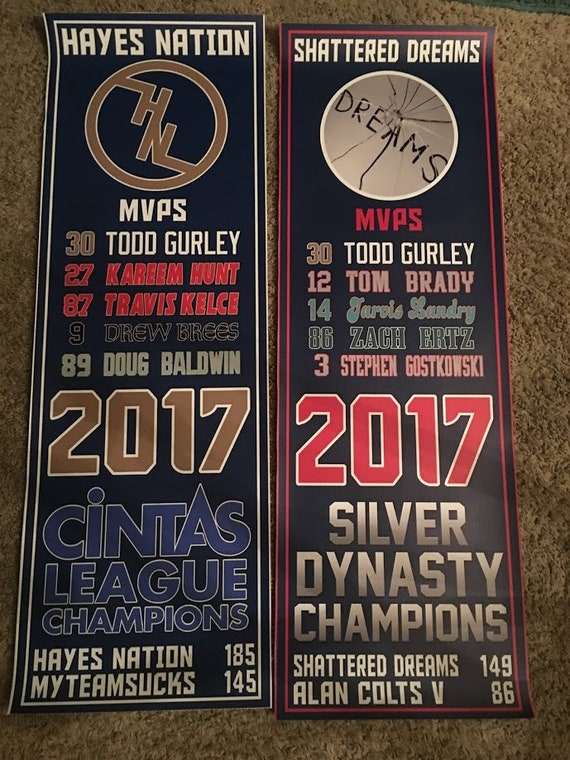 HAYES NATION
HN
MVPS
30 TODD GURLEY
27 KAREEM HUNT
87 TRAVIS KELCE
9 DREW BREES
89 DOUG BALDWIN
2017
CINTAS
LEAGUE
CHAMPIONS
HAYES NATION 185
MYTEAMSUCKS 145
SHATTERED DREAMS
DREAMS
MVPS
30 TODD GURLEY
12 TOM BRADY
14 Jarvis Landry
86 ZACH ERTZ
3 STEPHEN GOSTKOWSKI
2017
SILVER
DYNASTY
CHAMPIONS
SHATTERED DREAMS 149
ALAN COLTS V 86